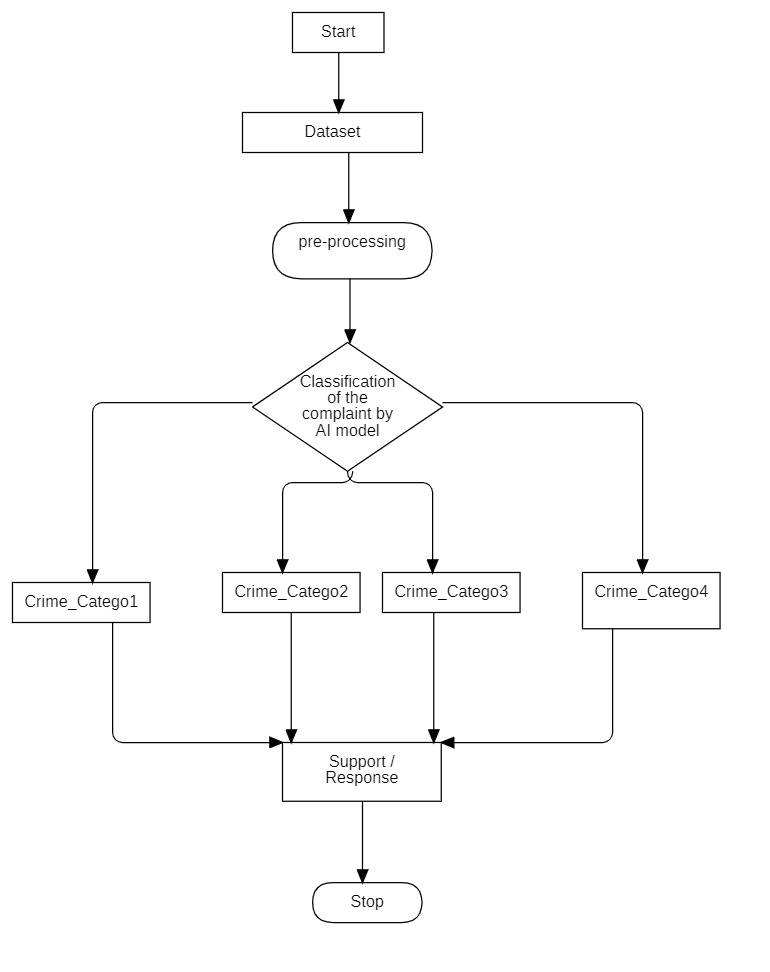 Start
Dataset
pre-processing
Classification
of the
complaint by
AI model
Crime_Catego1
Crime_Catego2
Crime_Catego3
Crime_Catego4
Support /
Response
Stop